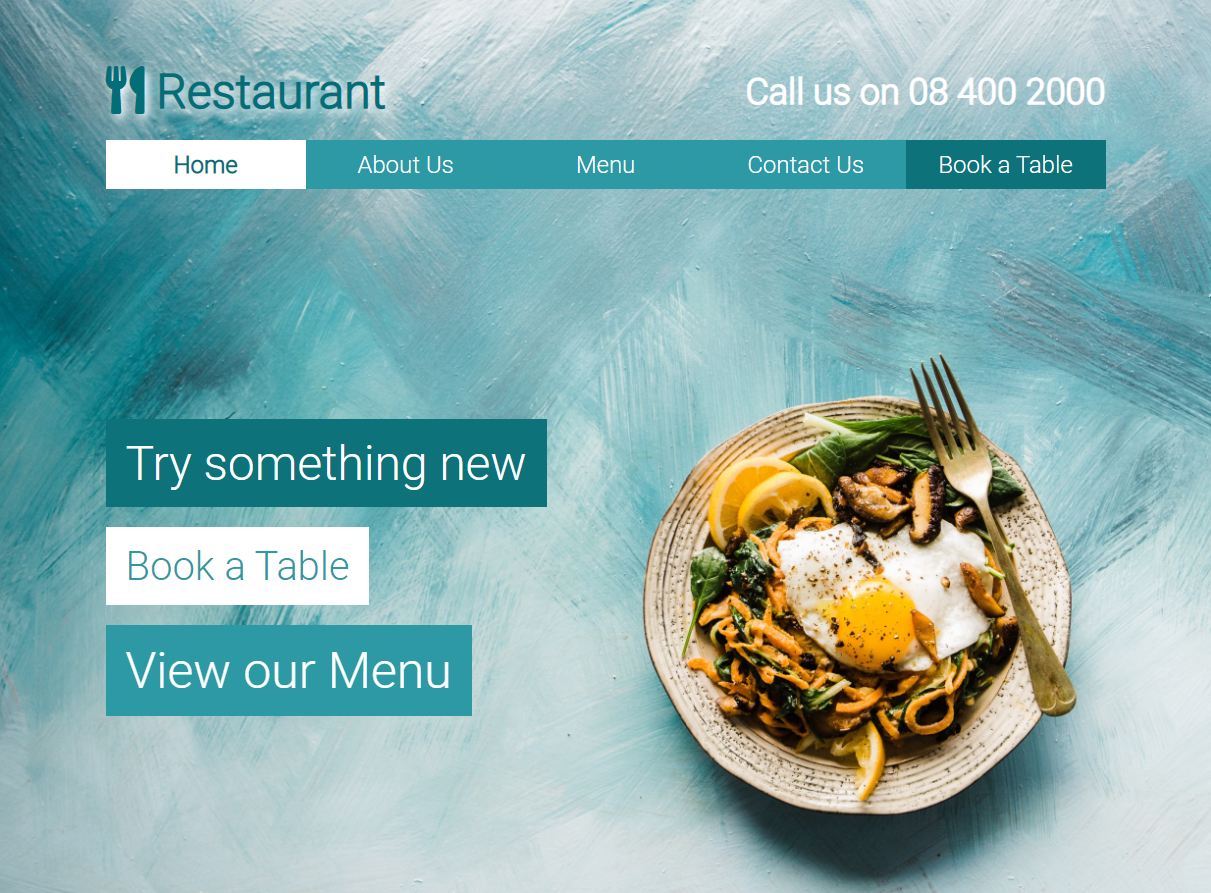 Restaurant
Call us on 08 400 2000
Home About Us Menu Contact Us Book a Table
Try something new
Book a Table
View our Menu